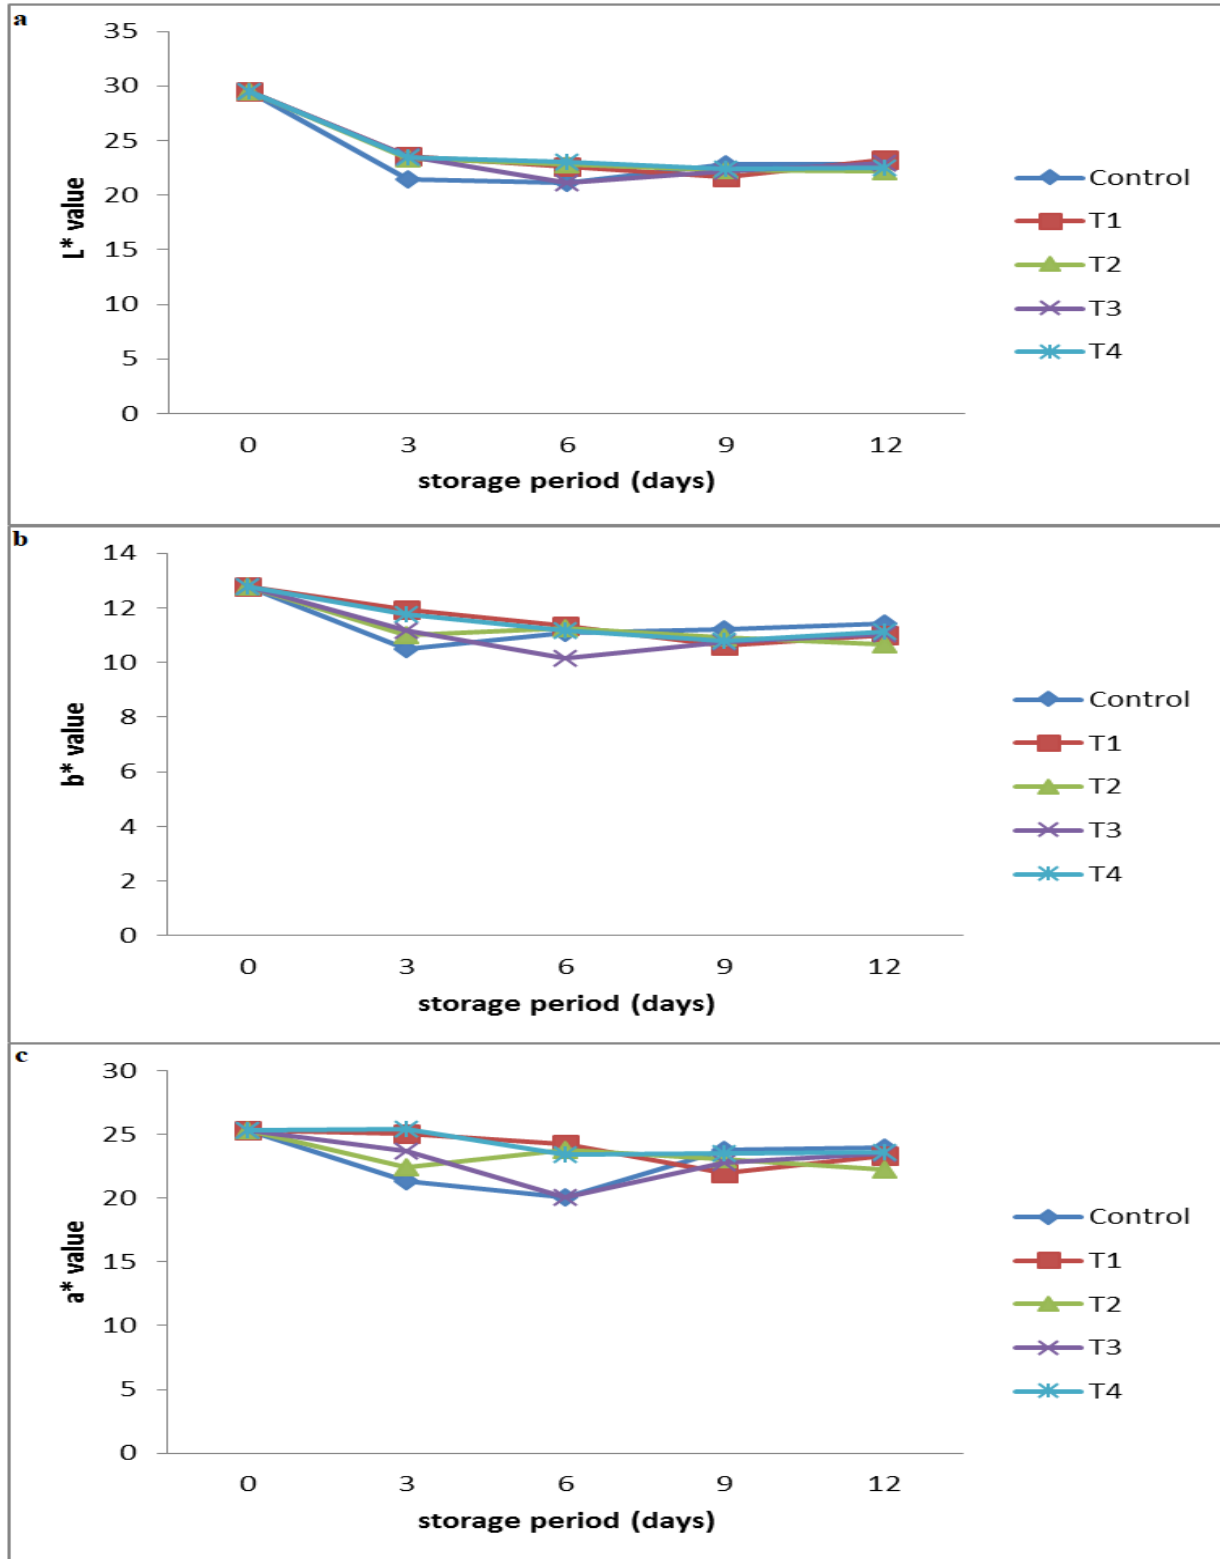 a
35
30
25
20
15
10
5
0
L* value
0 3 6 9 12
storage period (days)
Control
T1
T2
T3
T4
b
14
12
10
8
6
4
2
0
b* value
0 3 6 9 12
storage period (days)
Control
T1
T2
T3
T4
c
30
25
20
15
10
5
0
a* value
0 3 6 9 12
storage period (days)
Control
T1
T2
T3
T4